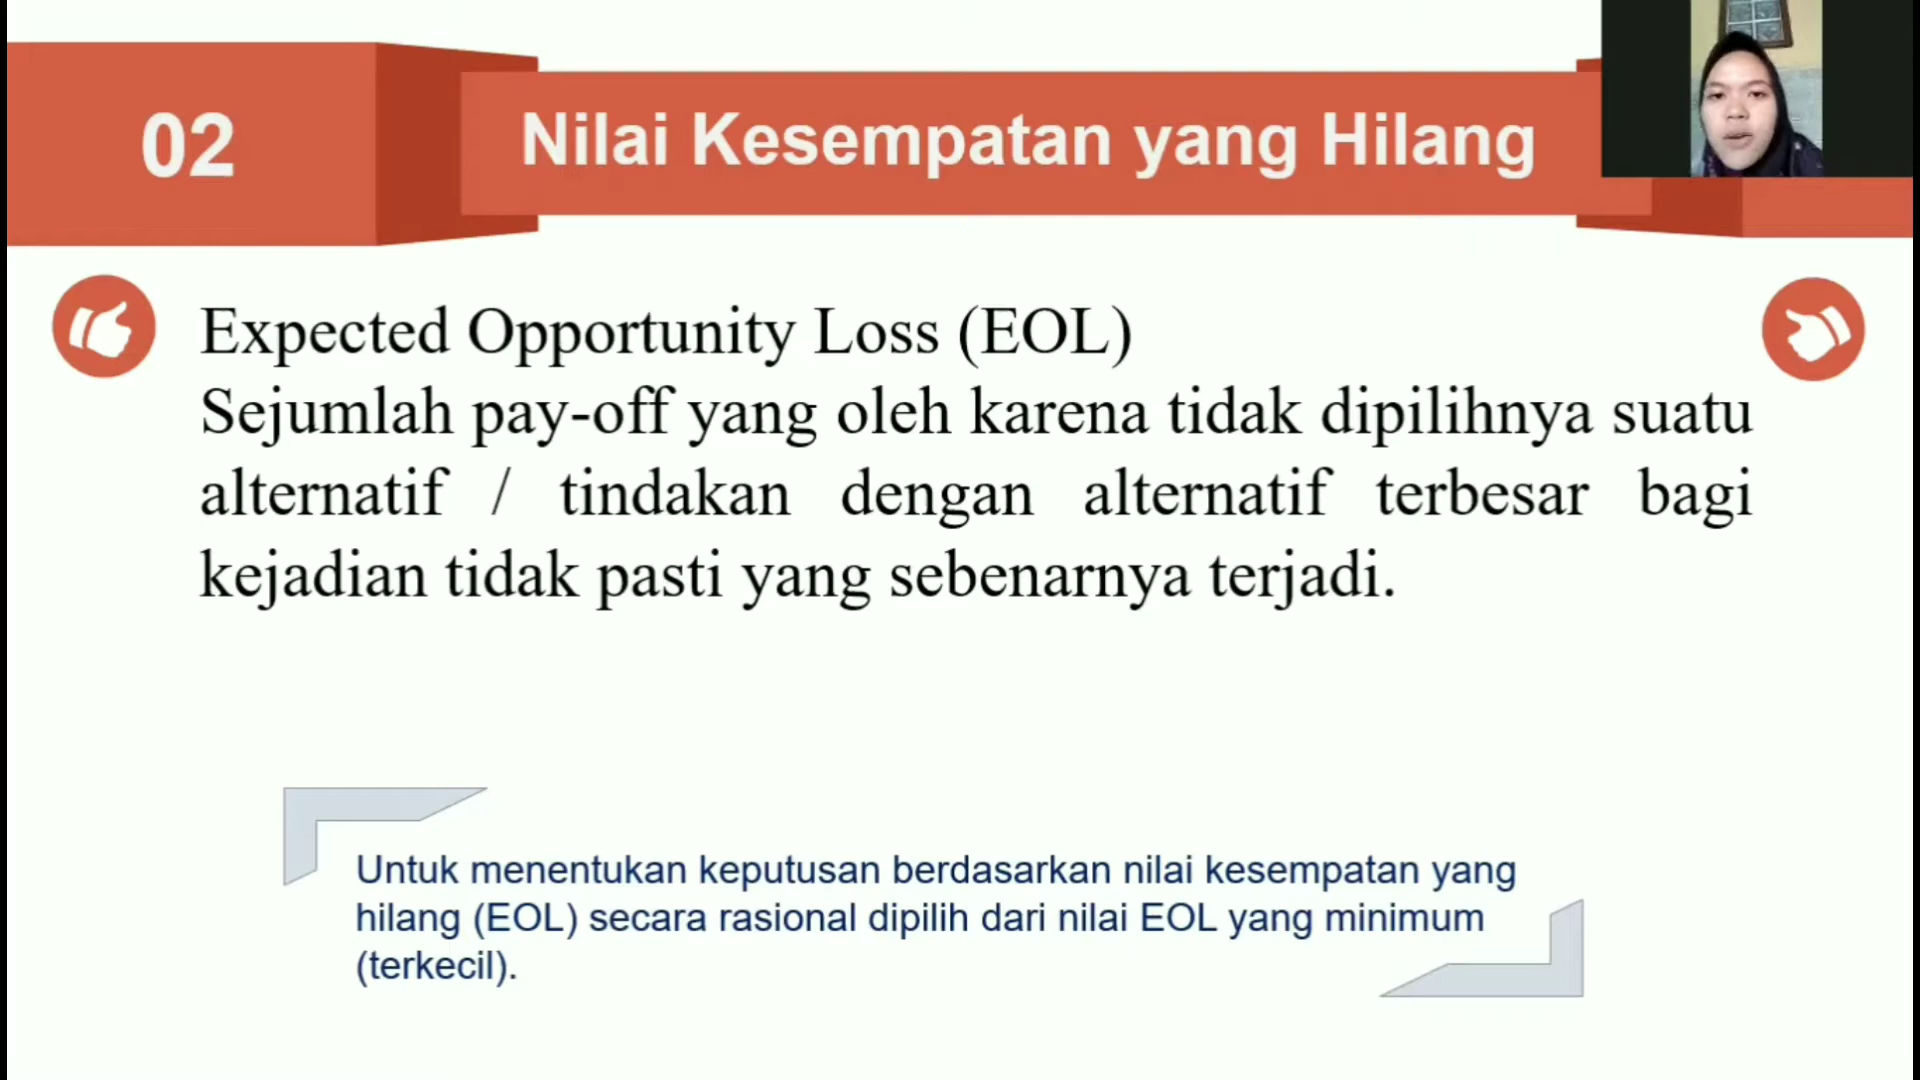 02
Nilai Kesempatan yang Hilang
Expected Opportunity Loss (EOL)
Sejumlah pay-off yang oleh karena tidak dipilihnya suatu
alternatif / tindakan dengan alternatif terbesar bagi
kejadian tidak pasti yang sebenarnya terjadi.
Untuk menentukan keputusan berdasarkan nilai kesempatan yang
hilang (EOL) secara rasional dipilih dari nilai EOL yang minimum
(terkecil).